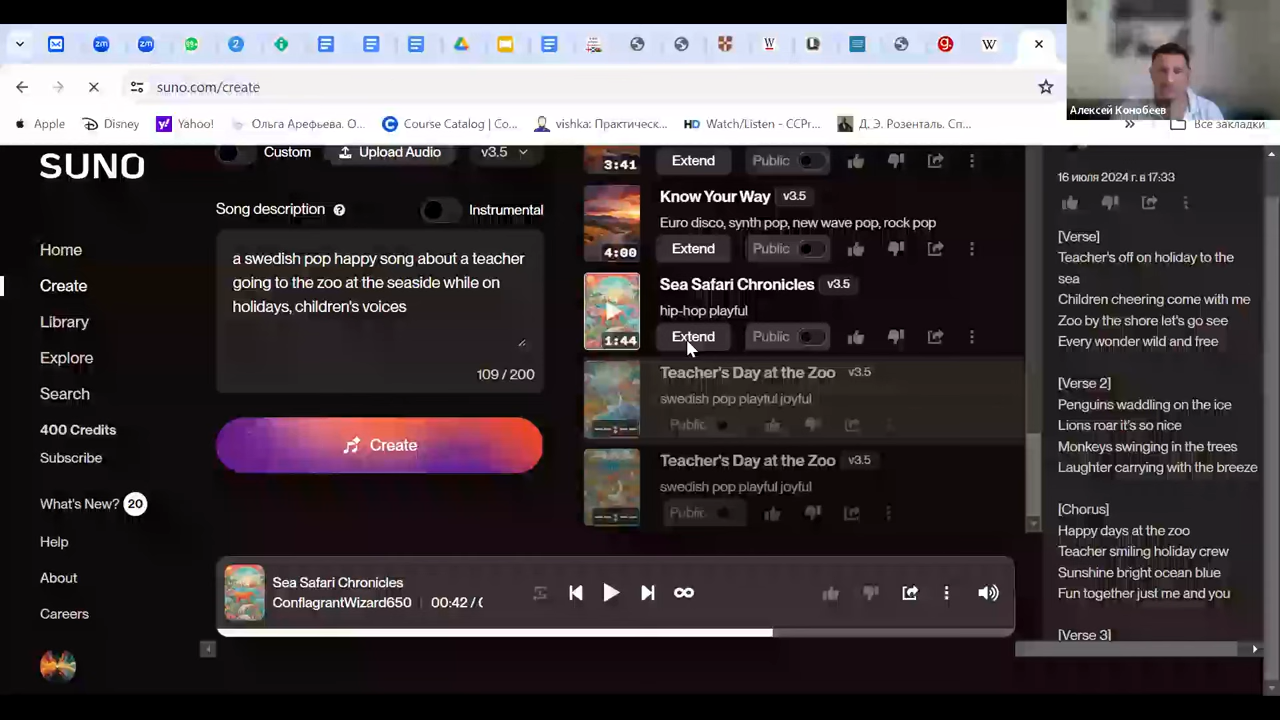 Алексей Конобеев
suno.com/create
Apple
Disney
Yahoo!
Ольга Арефьева. О...
vishka: Практическ...
Watch/Listen - CCPr...
Д. Э. Розенталь. Сп...
Все закладки
SUNO
Home
Create
Library
Explore
Search
400 Credits
Subscribe
What's New? 20
Help
About
Careers
Custom
Upload Audio
v3.5
Song description
Instrumental
a swedish pop happy song about a teacher
going to the zoo at the seaside while on
holidays, children's voices
109 / 200
Create
3:41
Extend
Public
Know Your Way v3.5
Euro disco, synth pop, new wave pop, rock pop
4:00
Extend
Public
Sea Safari Chronicles v3.5
hip-hop playful
1:44
Extend
Public
Teacher's Day at the Zoo v3.5
swedish pop playful joyful
--:--
Public
Teacher's Day at the Zoo v3.5
swedish pop playful joyful
--:--
Public
Sea Safari Chronicles
ConflagrantWizard650
00:42 /
16 июля 2024 г. в 17:33
[Verse]
Teacher's off on holiday to the
sea
Children cheering come with me
Zoo by the shore let's go see
Every wonder wild and free
[Verse 2]
Penguins waddling on the ice
Lions roar it's so nice
Monkeys swinging in the trees
Laughter carrying with the breeze
[Chorus]
Happy days at the zoo
Teacher smiling holiday crew
Sunshine bright ocean blue
Fun together just me and you
[Verse 3]